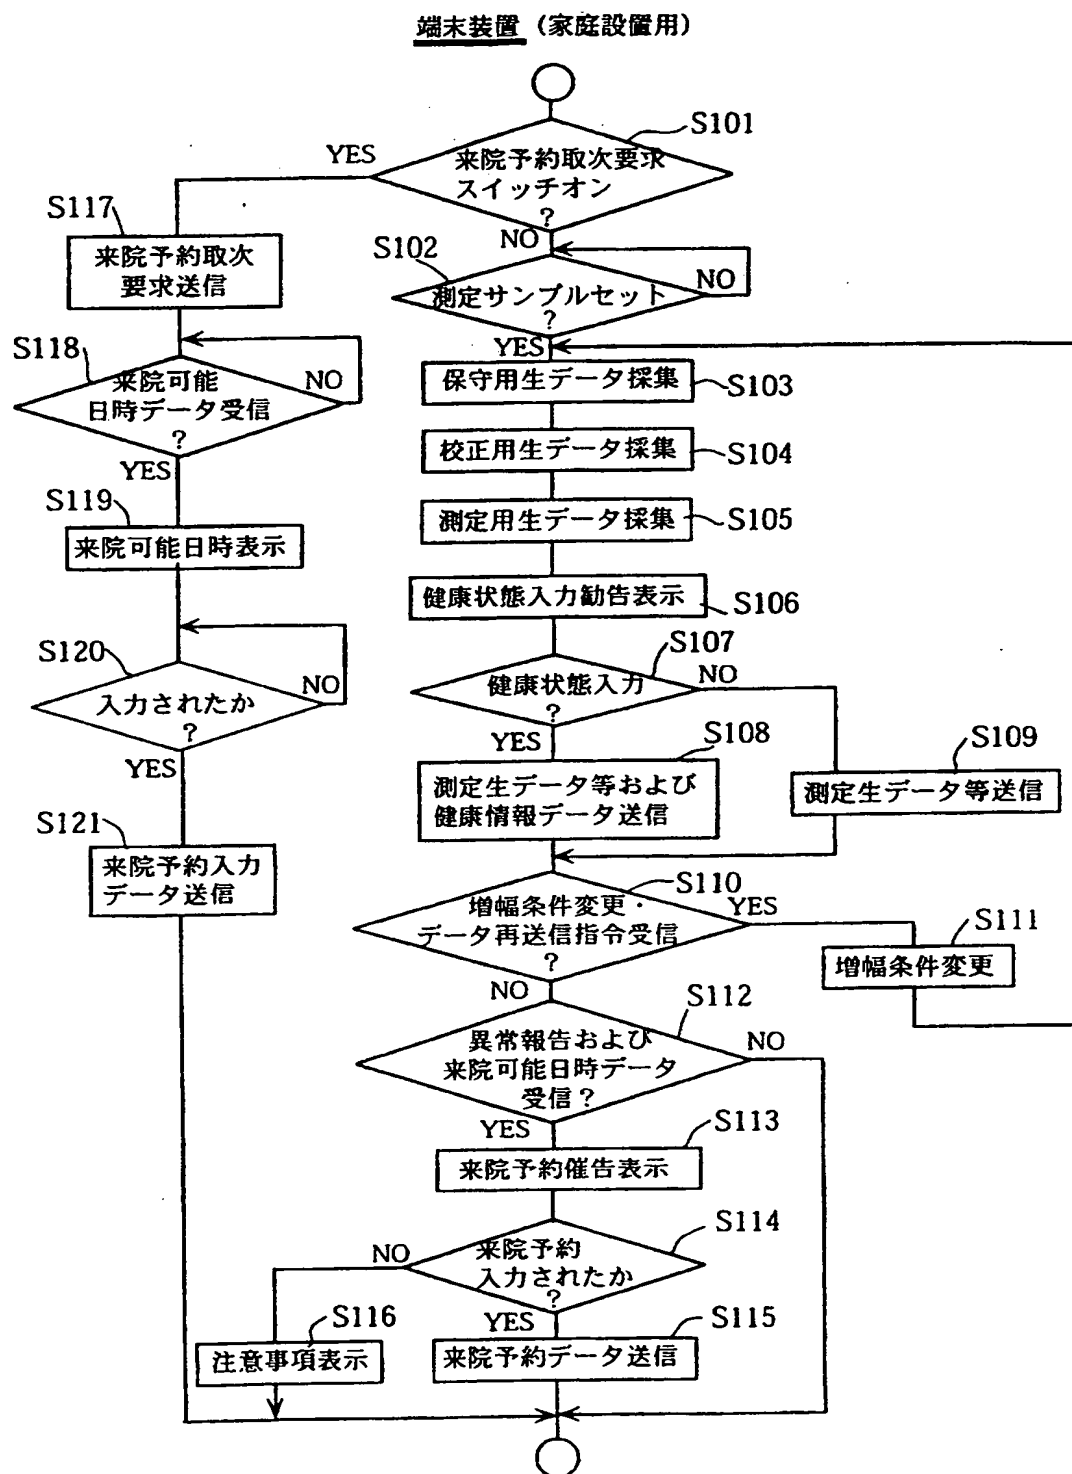 端末装置（家庭設置用）
S101
YES
来院予約取次要求
スイッチオン
?
NO
S117
来院予約取次
要求送信
S102
NO
測定サンプルセット
?
YES
S118
来院可能
日時データ受信
?
NO
YES
保守用生データ採集
S103
校正用生データ採集
S104
S119
来院可能日時表示
測定用生データ採集
S105
健康状態入力勧告表示
S106
S120
入力されたか
?
NO
YES
S107
健康状態入力
?
NO
YES
S108
測定生データ等および
健康情報データ送信
S109
測定生データ等送信
S121
来院予約入力
データ送信
S110
増幅条件変更・
データ再送信指令受信
?
YES
NO
S111
増幅条件変更
S112
異常報告および
来院可能日時データ
受信？
NO
YES
S113
来院予約催告表示
S114
来院予約
入力されたか
?
NO
YES
S116
注意事項表示
S115
来院予約データ送信